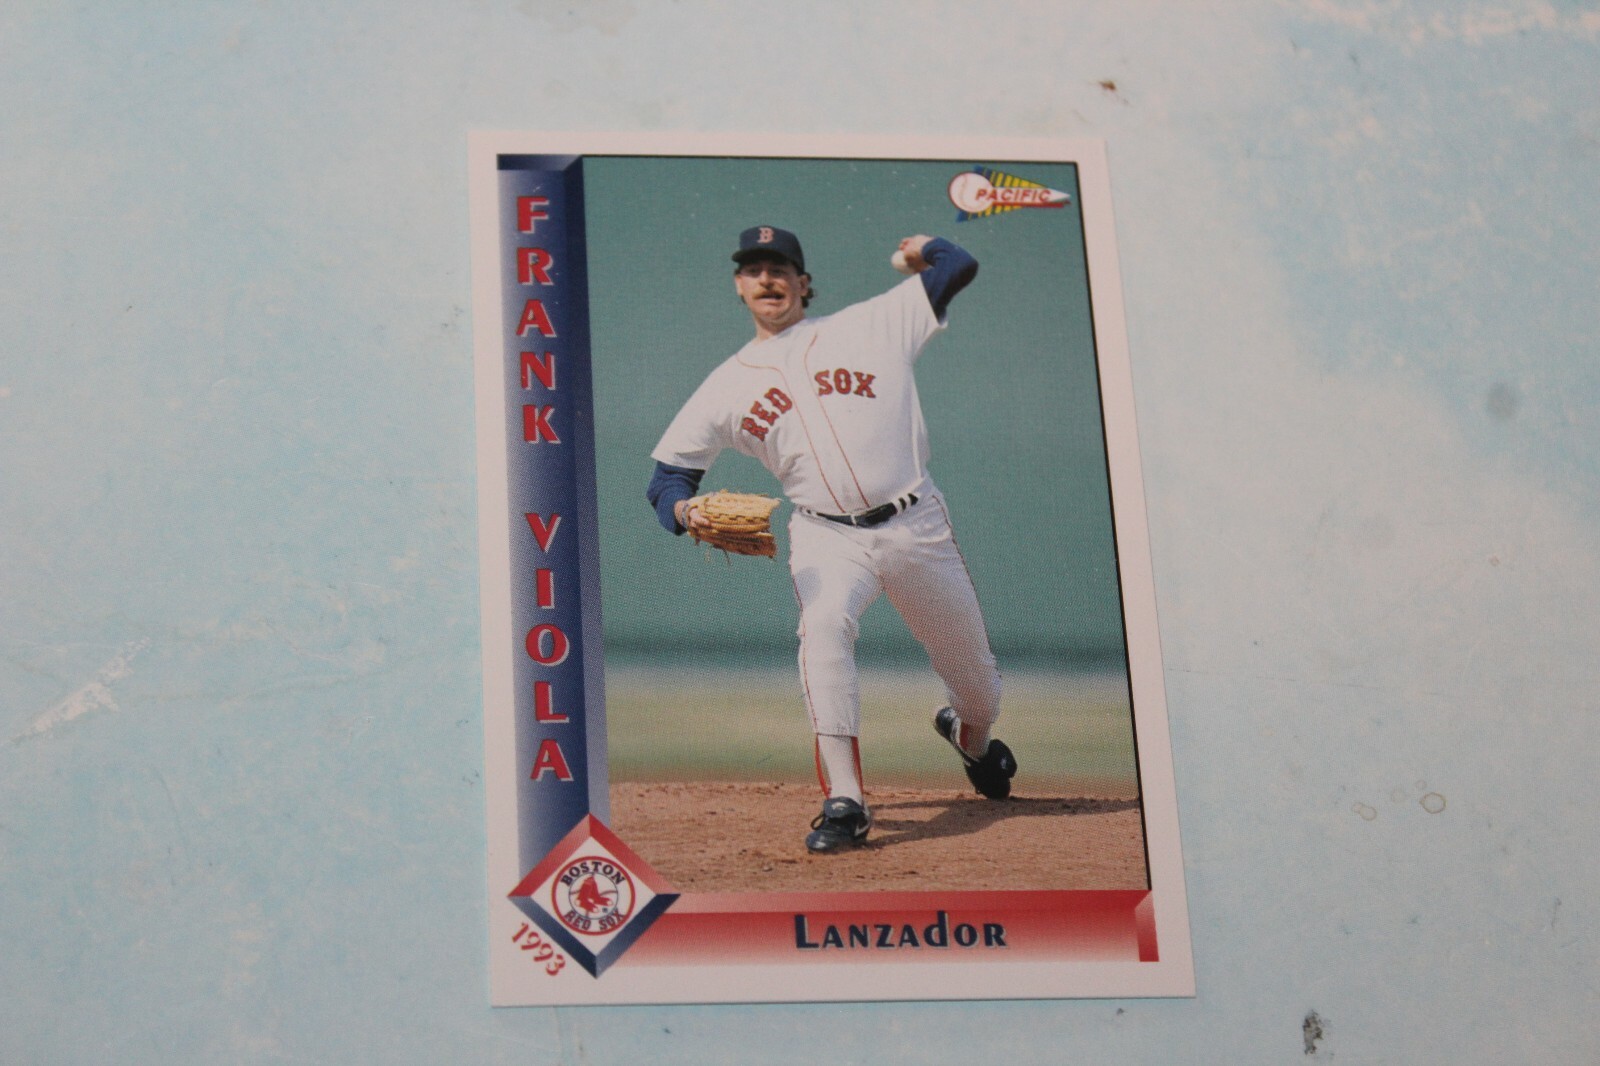 FRANK VIOLA
PACIFIC
B
RED SOX
BOSTON
RED SOX
1993
LANZADOR